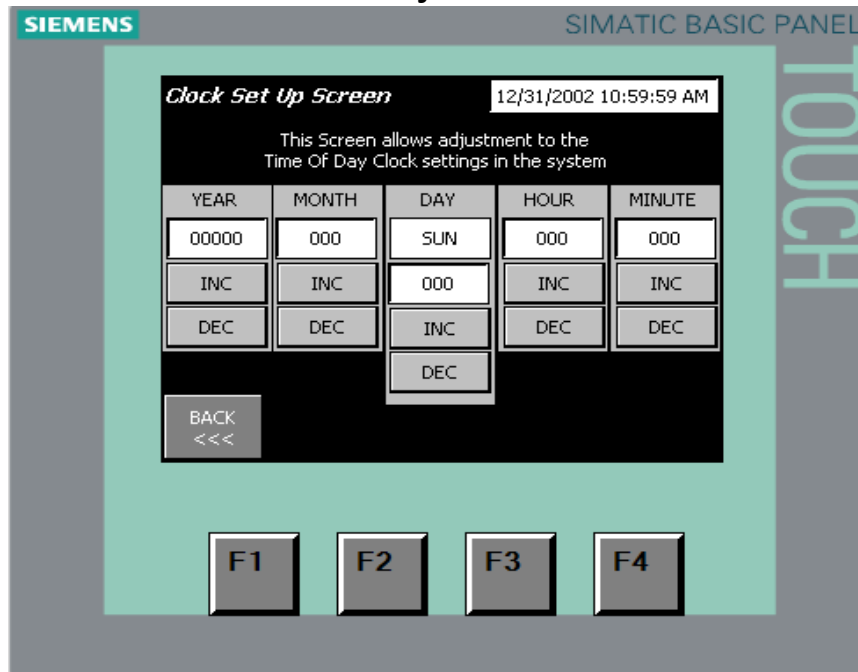 SIEMENS
SIMATIC BASIC PANEL
TOUCH
Clock Set Up Screen
12/31/2002 10:59:59 AM
This Screen allows adjustment to the
Time Of Day Clock settings in the system
YEAR MONTH DAY HOUR MINUTE
00000 000 SUN 000 000
INC INC 000 INC INC
DEC DEC INC DEC DEC
DEC
BACK
<<<
F1 F2 F3 F4